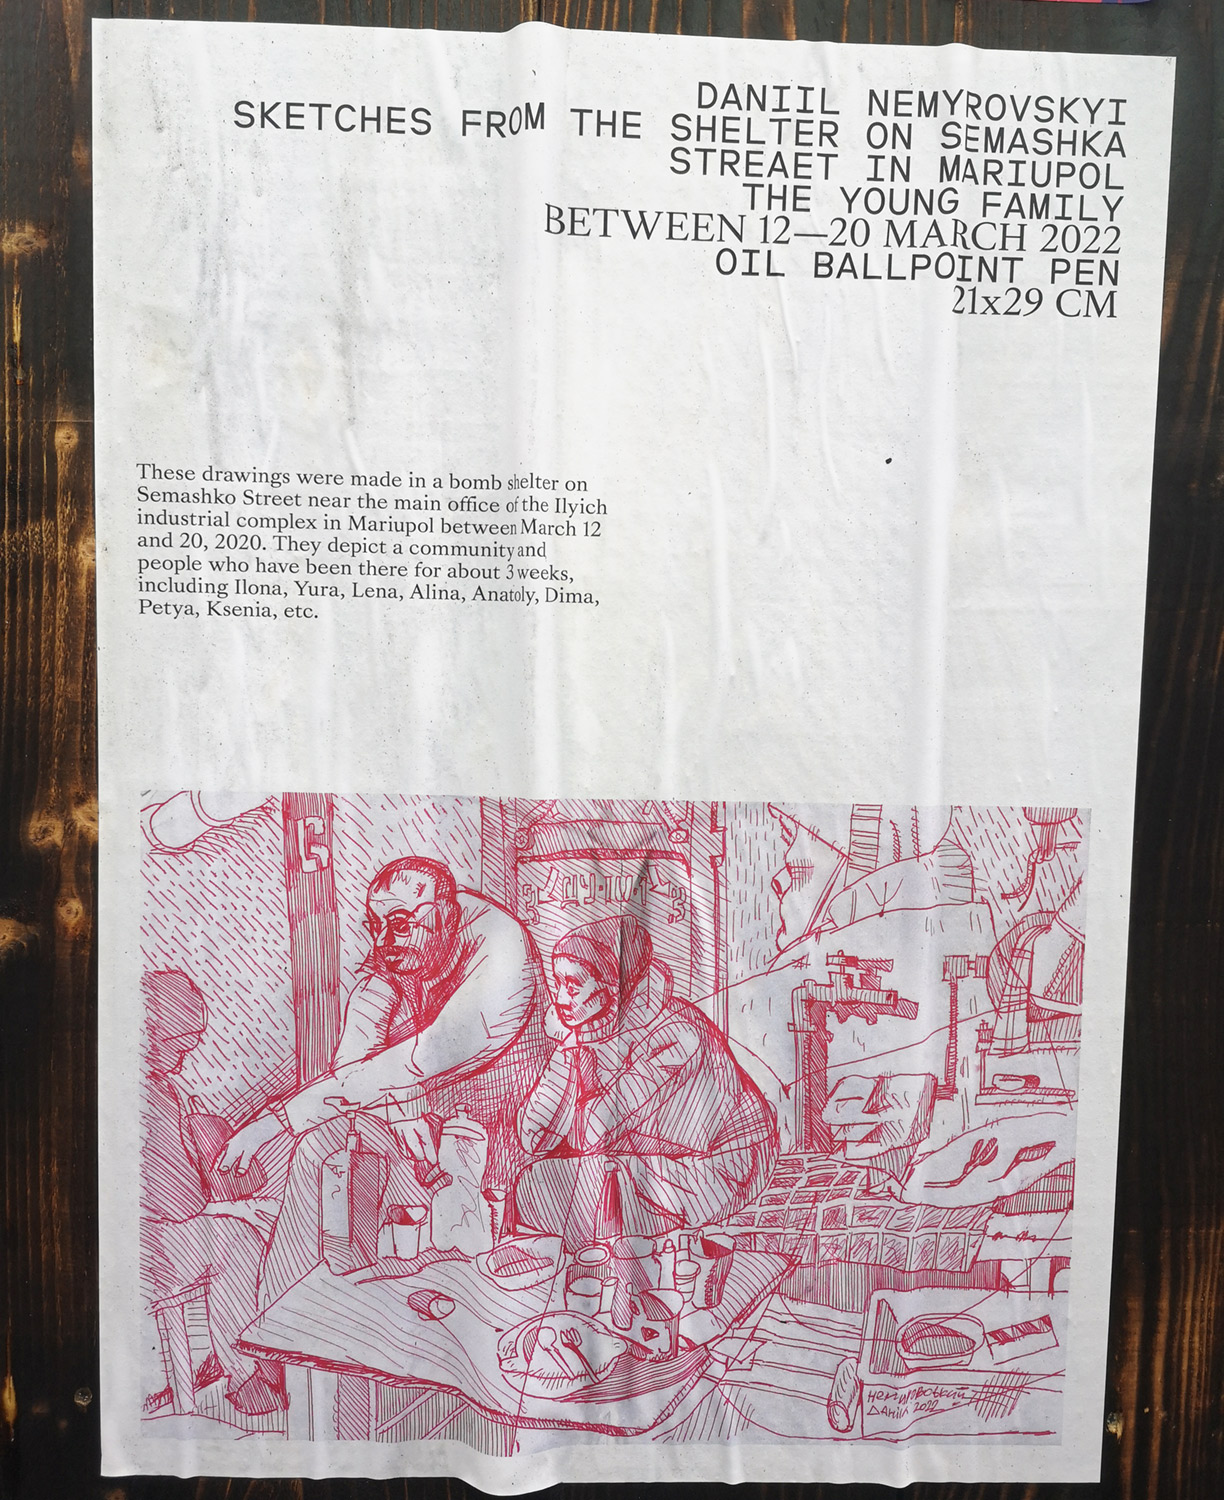 DANIIL NEMYROVSKYI
SKETCHES FROM THE SHELTER ON SEMASHKA
STREAET IN MARIUPOL
THE YOUNG FAMILY
BETWEEN 12—20 MARCH 2022
OIL BALLPOINT PEN
21x29 CM
These drawings were made in a bomb shelter on
Semashko Street near the main office of the Ilyich
industrial complex in Mariupol between March 12
and 20, 2020. They depict a community and
people who have been there for about 3 weeks,
including Ilona, Yura, Lena, Alina, Anatoly, Dima,
Petya, Ksenia, etc.
Немировський
Даніїл 2022